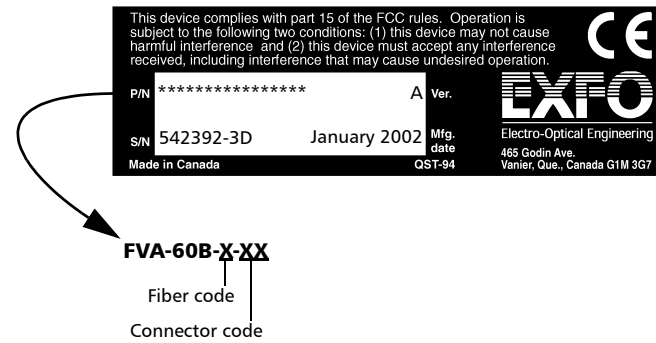 This device complies with part 15 of the FCC rules. Operation is
subject to the following two conditions: (1) this device may not cause
harmful interference and (2) this device must accept any interference
received, including interference that may cause undesired operation.
CE
P/N **************** A Ver.
EXFO
Electro-Optical Engineering
S/N 542392-3D January 2002 Mfg. date
465 Godin Ave.
Vanier, Que., Canada G1M 3G7
Made in Canada QST-94
FVA-60B-X-XX
Fiber code
Connector code